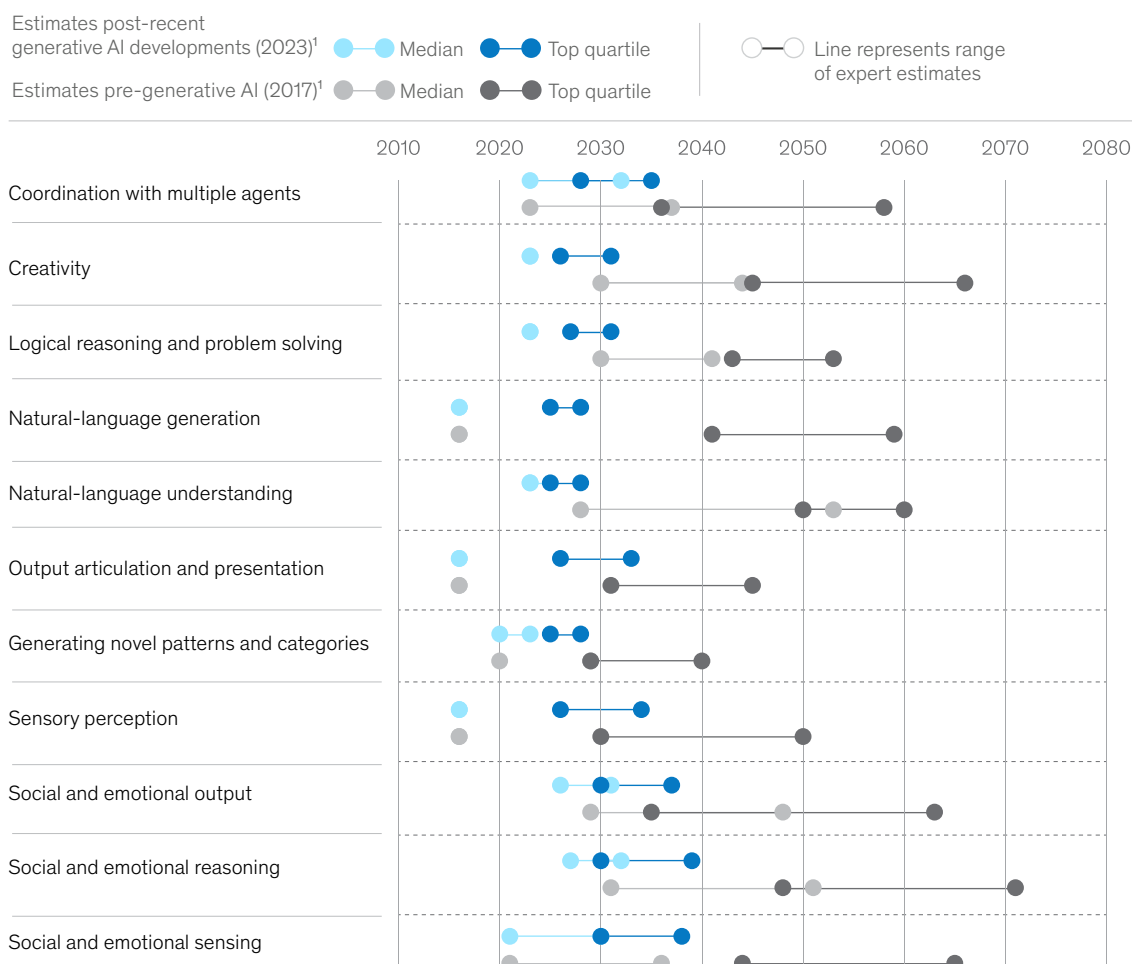 Estimates post-recent
generative AI developments (2023)¹ Median Top quartile
Line represents range
of expert estimates
Estimates pre-generative AI (2017)¹ Median Top quartile
2010 2020 2030 2040 2050 2060 2070 2080
Coordination with multiple agents
Creativity
Logical reasoning and problem solving
Natural-language generation
Natural-language understanding
Output articulation and presentation
Generating novel patterns and categories
Sensory perception
Social and emotional output
Social and emotional reasoning
Social and emotional sensing